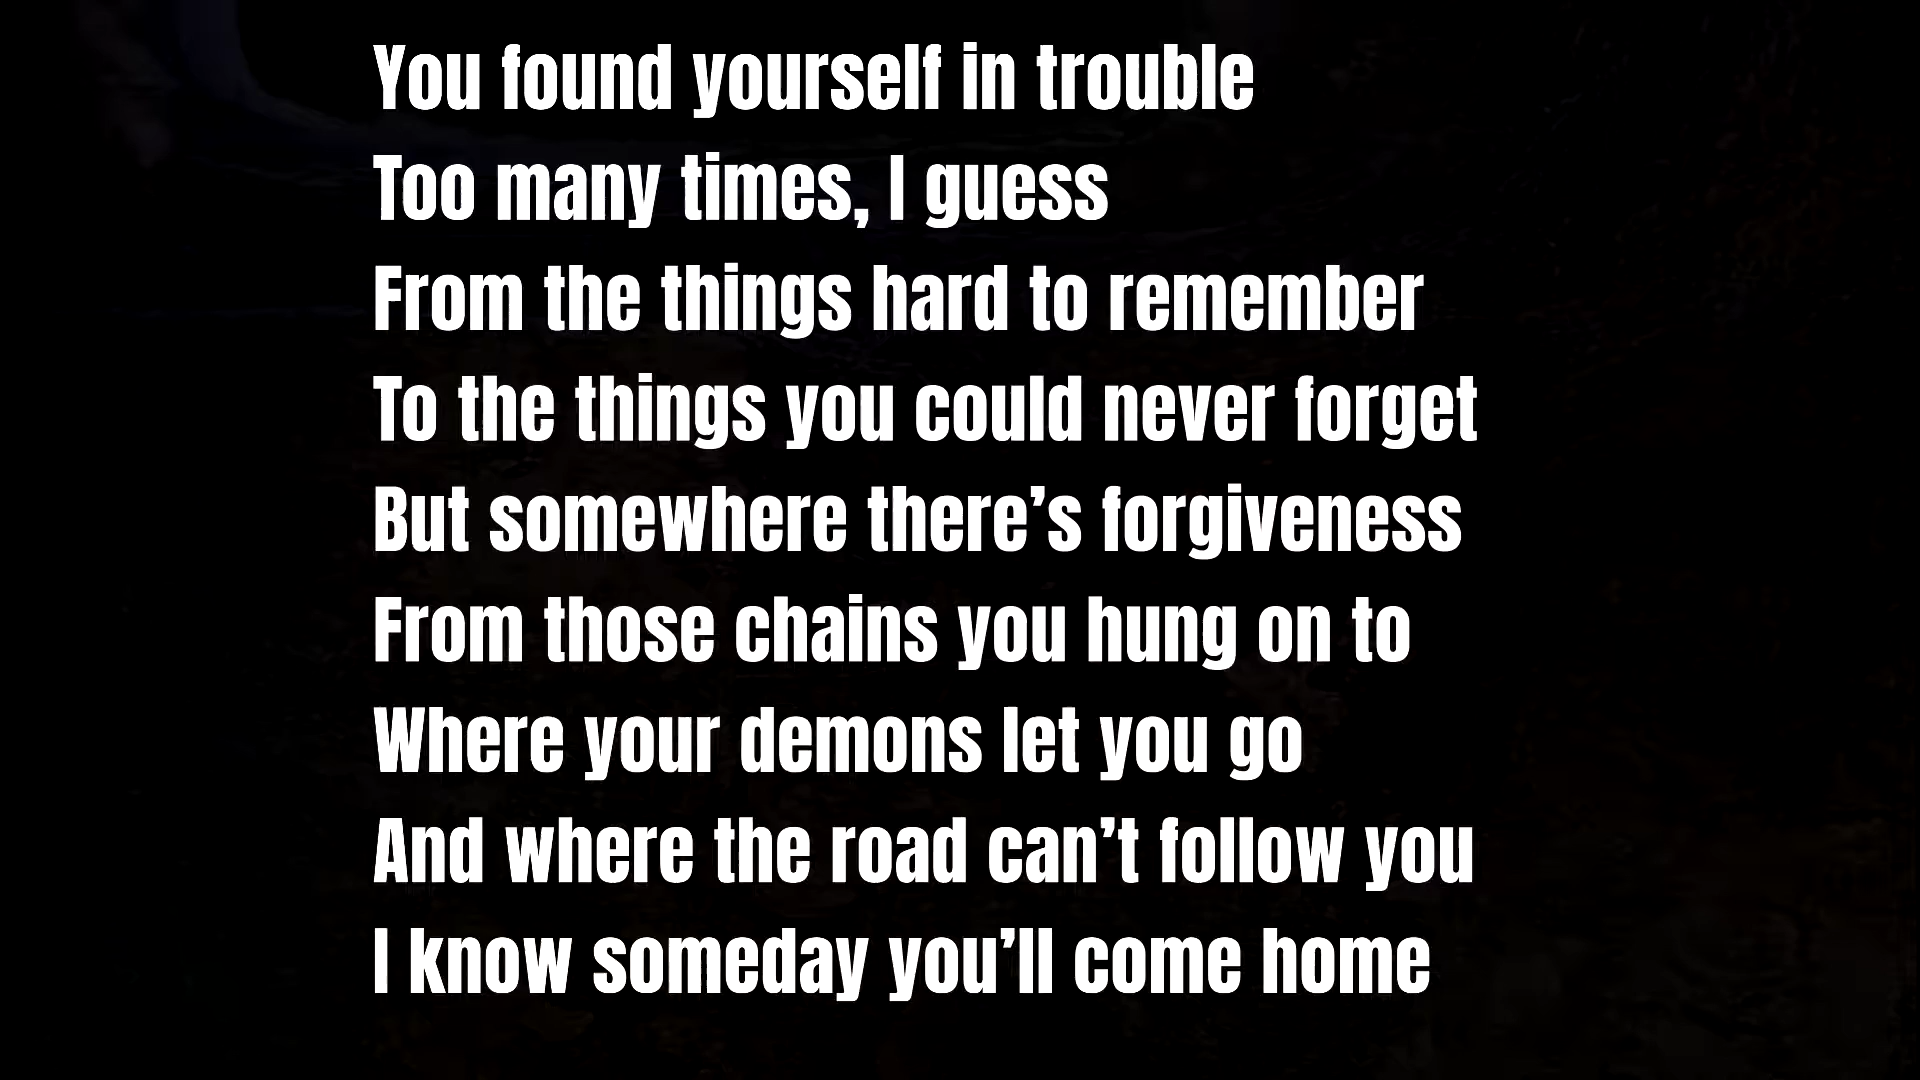 You found yourself in trouble
Too many times, I guess
From the things hard to remember
To the things you could never forget
But somewhere there’s forgiveness
From those chains you hung on to
Where your demons let you go
And where the road can’t follow you
I know someday you’ll come home